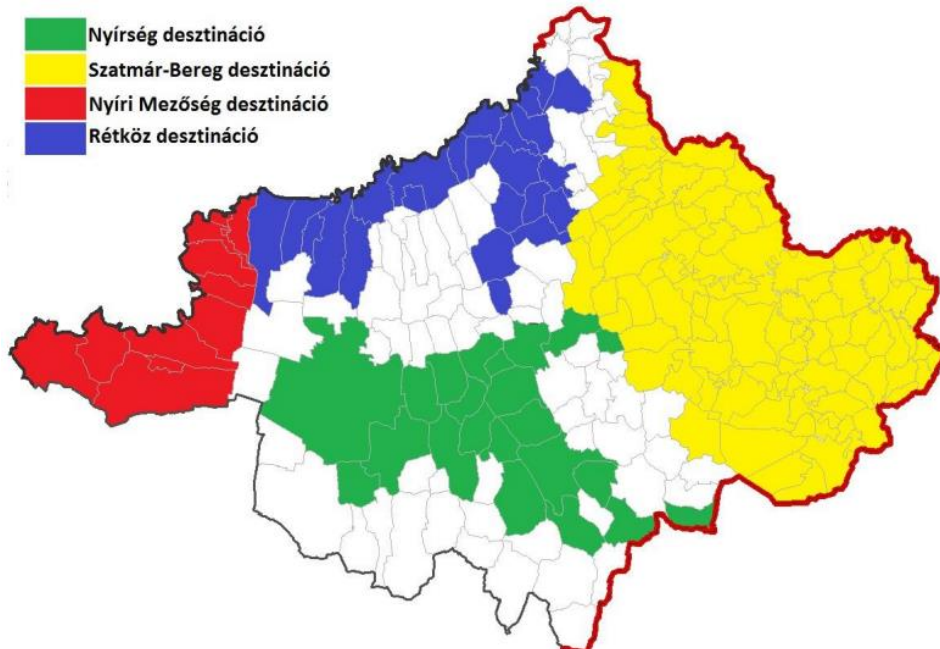 Nyírség desztináció
Szatmár-Bereg desztináció
Nyíri Mezőség desztináció
Rétköz desztináció